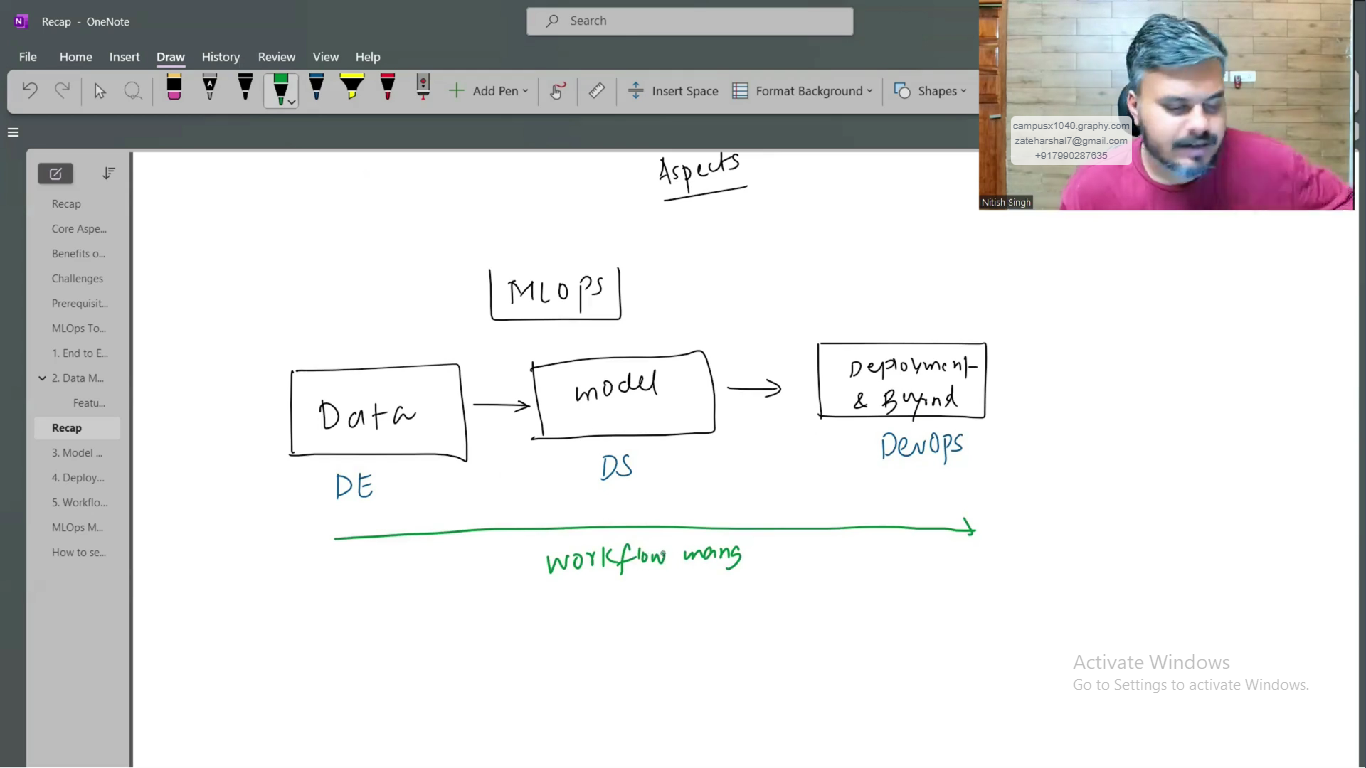 Recap - OneNote
Search
File Home Insert Draw History Review View Help
Add Pen
Insert Space
Format Background
Shapes
campusx1040.graphy.com
zateharshal7@gmail.com
+917990287635
Nitish Singh
Recap
Core Aspe...
Benefits o...
Challenges
Prerequisit...
MLOps To...
1. End to E...
2. Data M...
Featu...
Recap
3. Model ...
4. Deploy...
5. Workflo...
MLOps M...
How to se...
Aspects
MLOps
Data
model
Deployment
& Beyond
DE
DS
DevOps
Workflow mang
Activate Windows
Go to Settings to activate Windows.